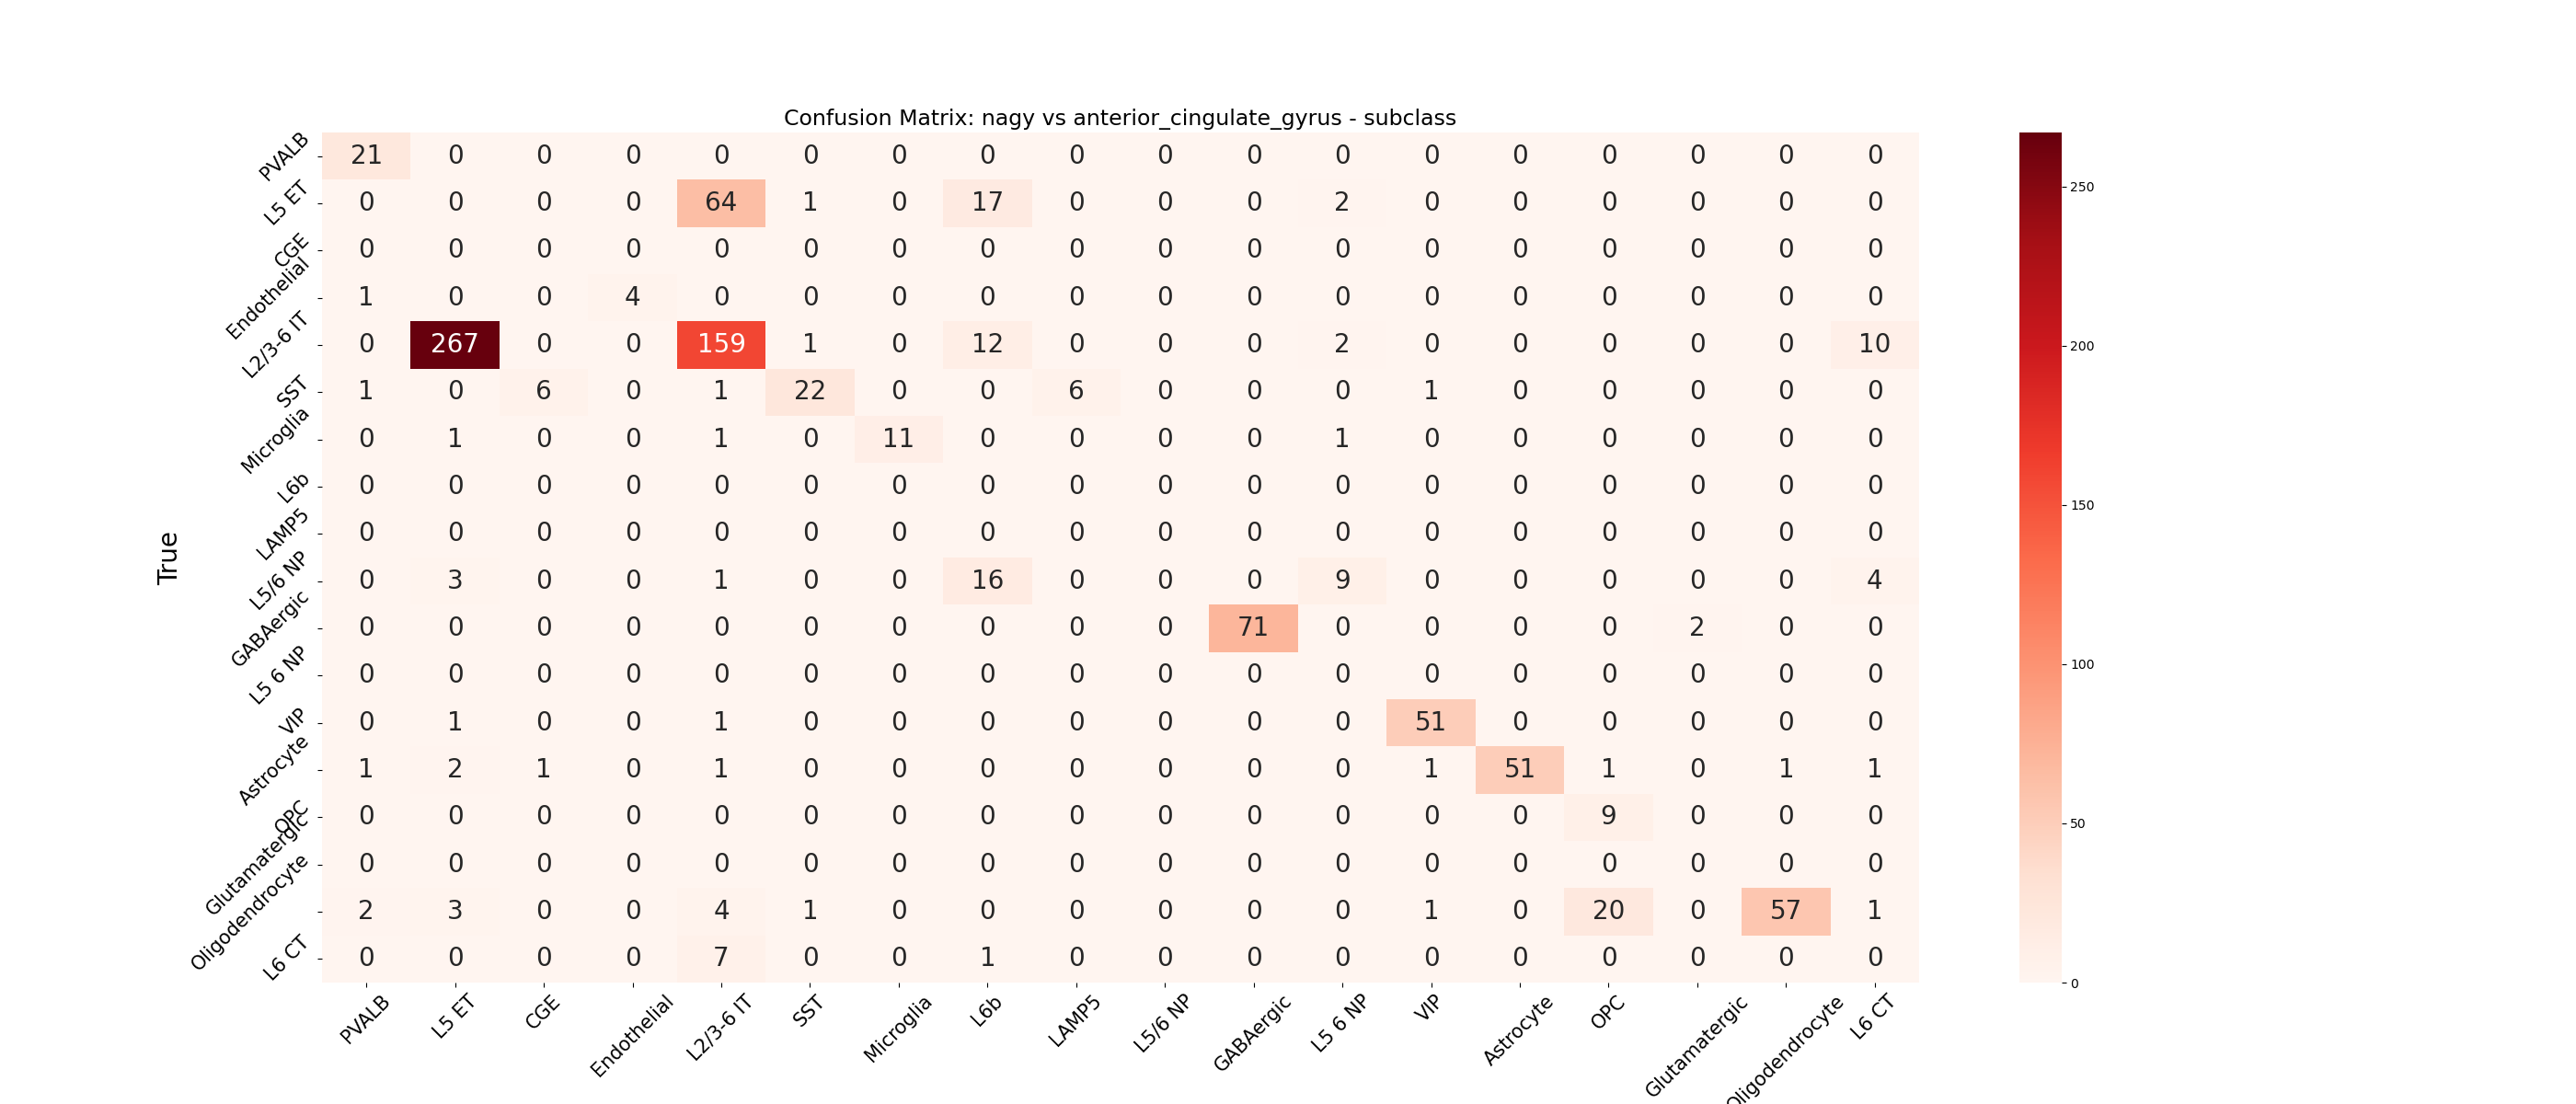 Confusion Matrix: nagy vs anterior_cingulate_gyrus - subclass
True
PVALB 21 0 0 0 0 0 0 0 0 0 0 0 0 0 0 0 0 0
L5 ET 0 0 0 0 64 1 0 17 0 0 0 2 0 0 0 0 0 0
CGE 0 0 0 0 0 0 0 0 0 0 0 0 0 0 0 0 0 0
Endothelial 1 0 0 4 0 0 0 0 0 0 0 0 0 0 0 0 0 0
L2/3-6 IT 0 267 0 0 159 1 0 12 0 0 0 2 0 0 0 0 0 10
SST 1 0 6 0 1 22 0 0 6 0 0 0 1 0 0 0 0 0
Microglia 0 1 0 0 1 0 11 0 0 0 0 1 0 0 0 0 0 0
L6b 0 0 0 0 0 0 0 0 0 0 0 0 0 0 0 0 0 0
LAMP5 0 0 0 0 0 0 0 0 0 0 0 0 0 0 0 0 0 0
L5/6 NP 0 3 0 0 1 0 0 16 0 0 0 9 0 0 0 0 0 4
GABAergic 0 0 0 0 0 0 0 0 0 0 71 0 0 0 0 2 0 0
L5 6 NP 0 0 0 0 0 0 0 0 0 0 0 0 0 0 0 0 0 0
VIP 0 1 0 0 1 0 0 0 0 0 0 0 51 0 0 0 0 0
Astrocyte 1 2 1 0 1 0 0 0 0 0 0 0 1 51 1 0 1 1
OPC 0 0 0 0 0 0 0 0 0 0 0 0 0 0 9 0 0 0
Glutamatergic 0 0 0 0 0 0 0 0 0 0 0 0 0 0 0 0 0 0
Oligodendrocyte 2 3 0 0 4 1 0 0 0 0 0 0 1 0 20 0 57 1
L6 CT 0 0 0 0 7 0 0 1 0 0 0 0 0 0 0 0 0 0
PVALB L5 ET CGE Endothelial L2/3-6 IT SST Microglia L6b LAMP5 L5/6 NP GABAergic L5 6 NP VIP Astrocyte OPC Glutamatergic Oligodendrocyte L6 CT
250
200
150
100
50
0